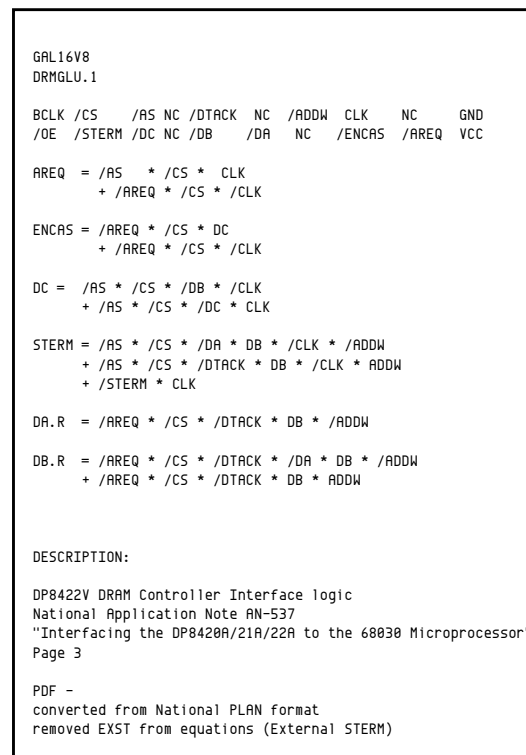 GAL16V8
DRMGLU.1
BCLK /CS /AS NC /DTACK NC /ADDW CLK NC GND
/OE /STERM /DC NC /DB /DA NC /ENCAS /AREQ VCC
AREQ = /AS * /CS * CLK
+ /AREQ * /CS * /CLK
ENCAS = /AREQ * /CS * DC
+ /AREQ * /CS * /CLK
DC = /AS * /CS * /DB * /CLK
+ /AS * /CS * /DC * CLK
STERM = /AS * /CS * /DA * DB * /CLK * /ADDW
+ /AS * /CS * /DTACK * DB * /CLK * ADDW
+ /STERM * CLK
DA.R = /AREQ * /CS * /DTACK * DB * /ADDW
DB.R = /AREQ * /CS * /DTACK * /DA * DB * /ADDW
+ /AREQ * /CS * /DTACK * DB * ADDW
DESCRIPTION:
DP8422V DRAM Controller Interface logic
National Application Note AN-537
"Interfacing the DP8420A/21A/22A to the 68030 Microprocessor"
Page 3
PDF -
converted from National PLAN format
removed EXST from equations (External STERM)